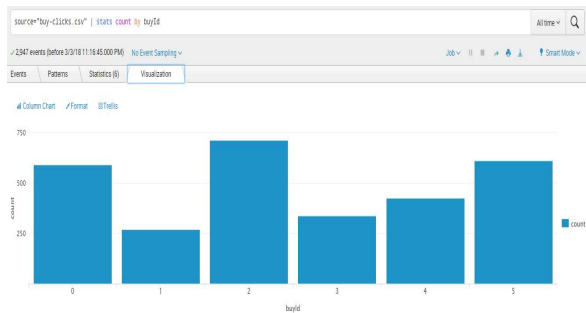 source="buy-clicks.csv" | stats count by buyId
All time
2,947 events (before 3/3/18 11:16:45.000 PM)
No Event Sampling
Job
Smart Mode
Events
Patterns
Statistics (6)
Visualization
Column Chart
Format
Trellis
750
500
250
count
0
1
2
3
4
5
buyId
count